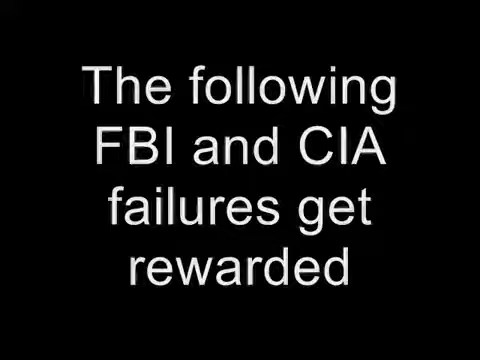 The following
FBI and CIA
failures get
rewarded